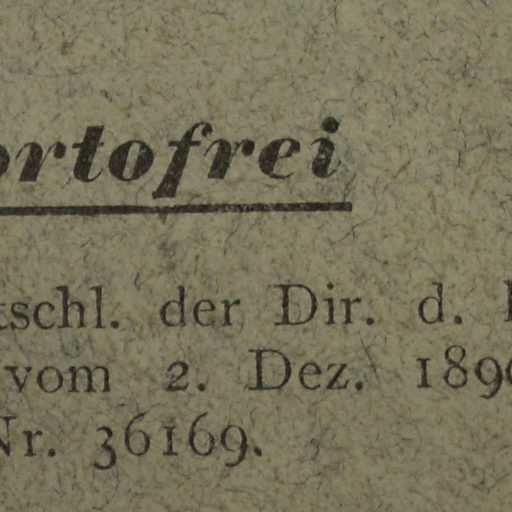 ortofrei
schl. der Dir. d.
vom 2. Dez. 189
Nr. 36169.